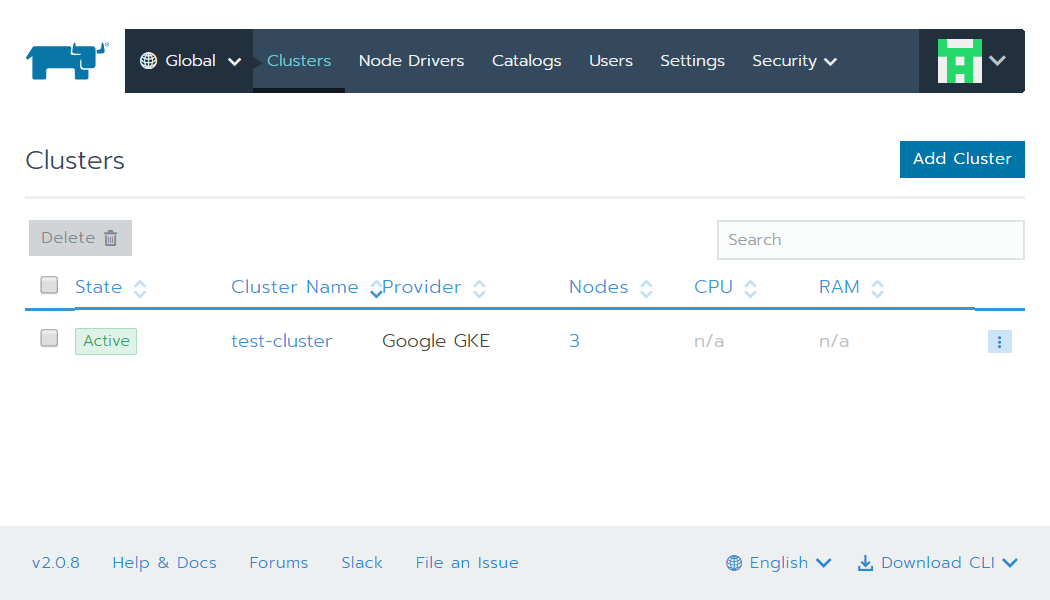 Global Clusters Node Drivers Catalogs Users Settings Security
Clusters Add Cluster
Delete Search
State Cluster Name Provider Nodes CPU RAM
Active test-cluster Google GKE 3 n/a n/a
v2.0.8 Help & Docs Forums Slack File an Issue English Download CLI